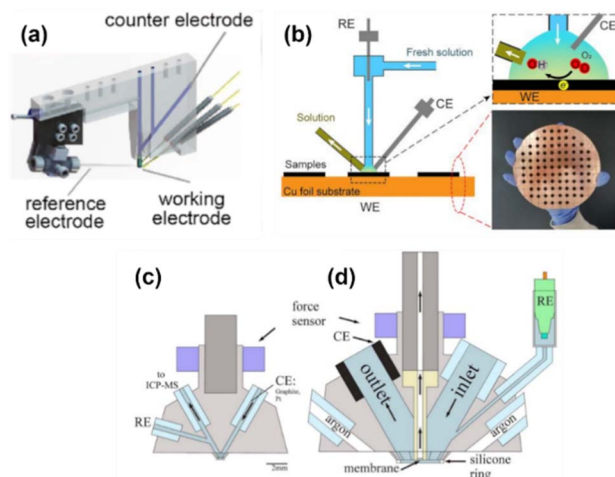 (a)
counter electrode
reference
electrode
working
electrode
(b)
RE
Fresh solution
CE
Solution
Samples
Cu foil substrate
WE
CE
O₂
H
e
WE
(c)
force
sensor
to
ICP-MS
CE:
Graphite,
Pt
RE
2mm
(d)
CE
RE
outlet
inlet
argon
argon
membrane
silicone
ring